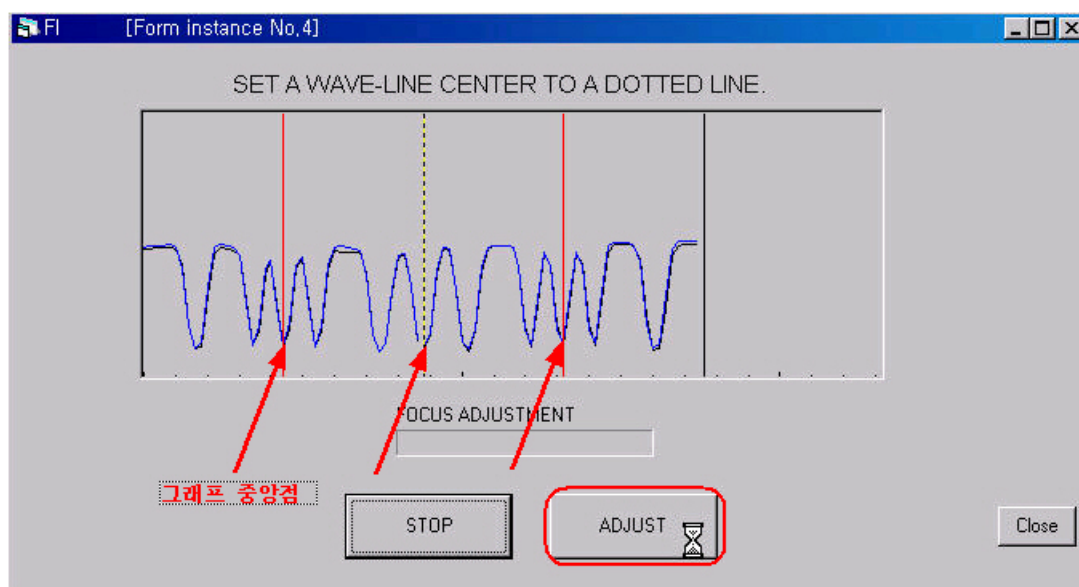 FI [Form instance No,4]
SET A WAVE-LINE CENTER TO A DOTTED LINE.
FOCUS ADJUSTMENT
그래프 중앙점
STOP
ADJUST
Close